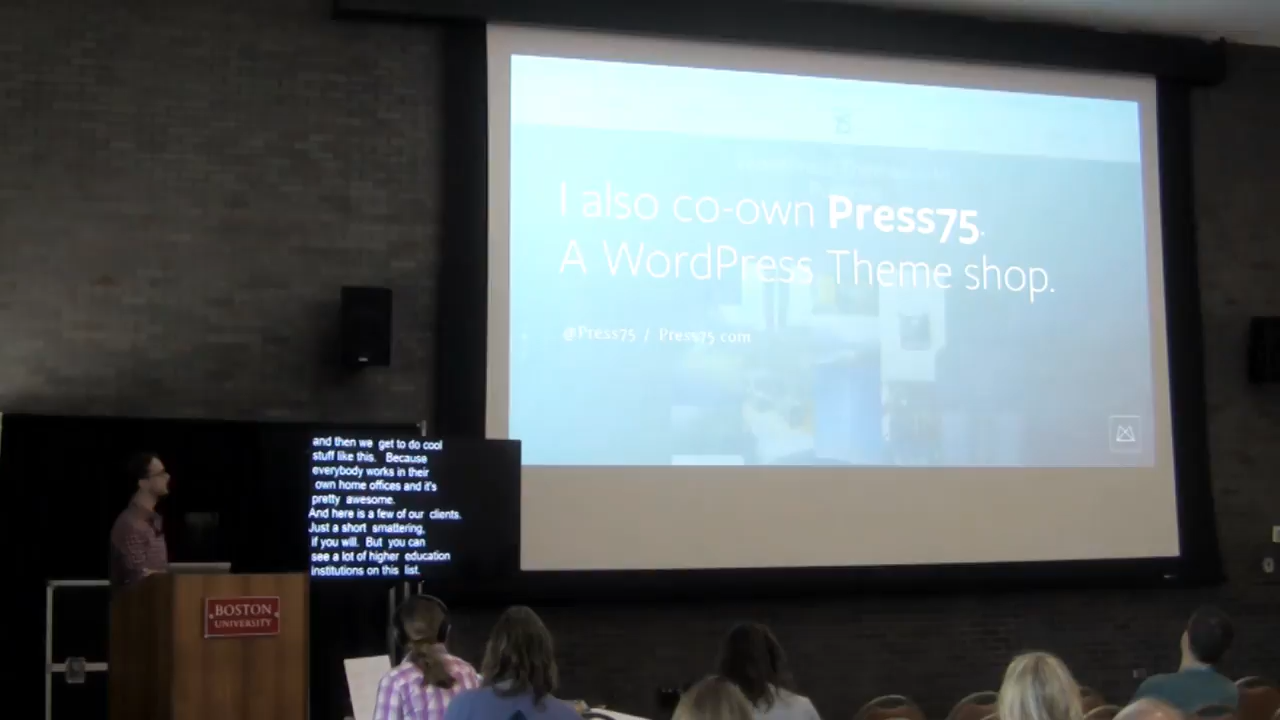 I also co-own Press75.
A WordPress Theme shop.
@Press75 / Press75.com
and then we get to do cool
stuff like this. Because
everybody works in their
own home offices and it's
pretty awesome.
And here is a few of our clients.
Just a short smattering,
if you will. But you can
see a lot of higher education
institutions on this list.
BOSTON
UNIVERSITY